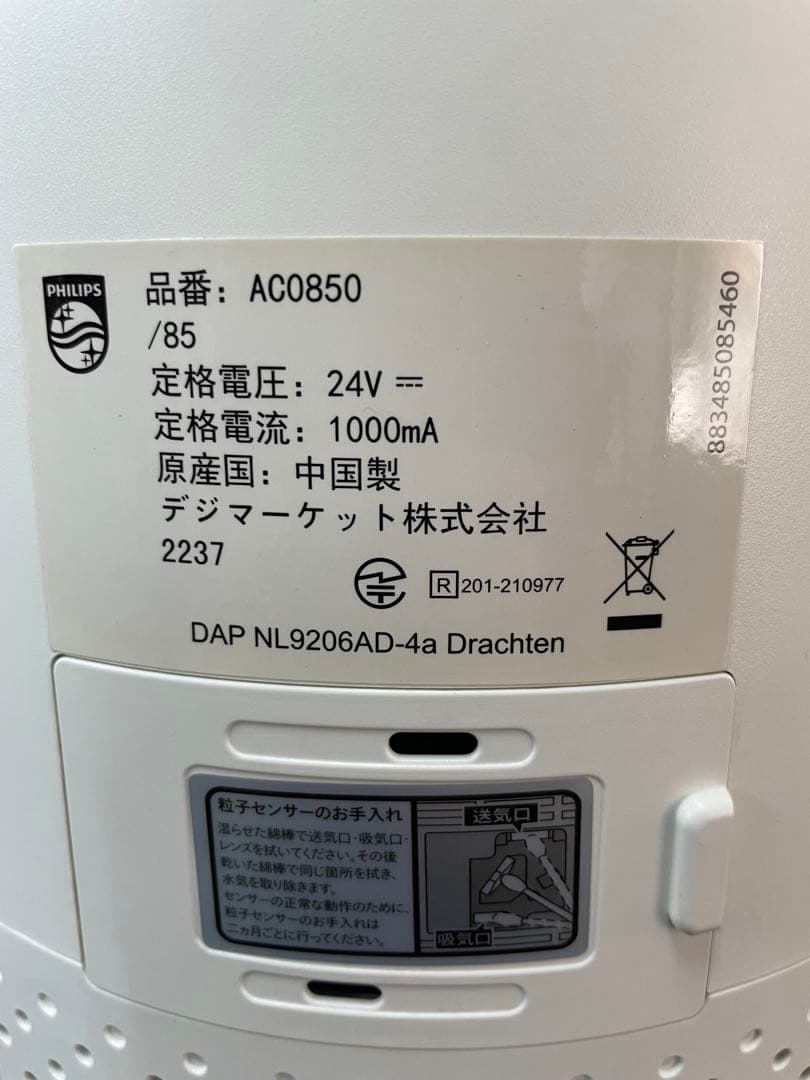 PHILIPS
品番: AC0850
/85
定格電圧: 24V ⎓
定格電流: 1000mA
原産国: 中国製
デジマーケット株式会社
2237
R 201-210977
DAP NL9206AD-4a Drachten
883485085460
粒子センサーのお手入れ
湿らせた綿棒で送気口・吸気口・
レンズを拭いてください。その後
乾いた綿棒で同じ箇所を拭き、
水気を取り除きます。
センサーの正常な動作のために、
粒子センサーのお手入れは
二ヵ月ごとに行ってください。
送気口
吸気口